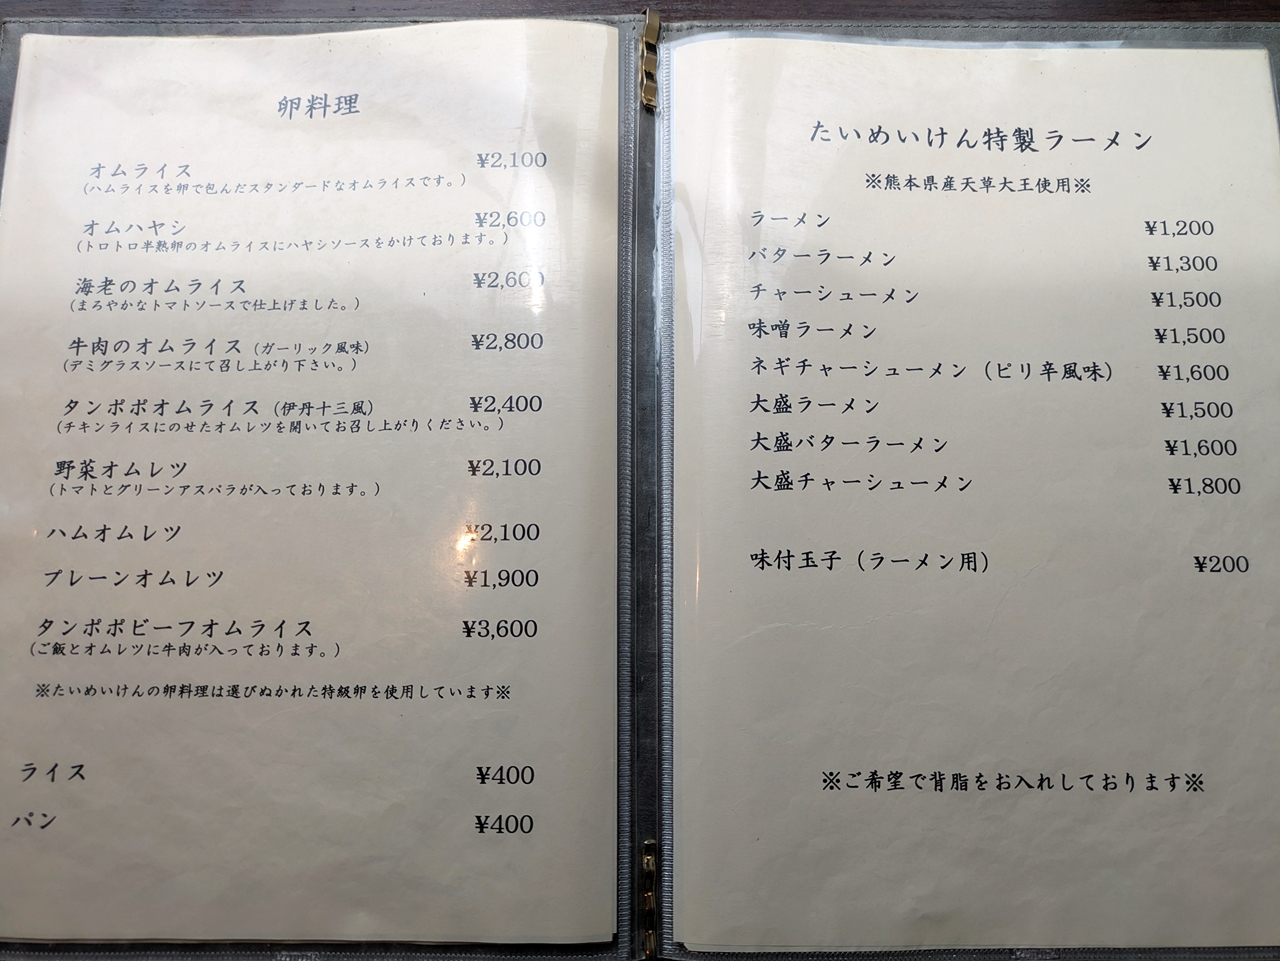 卵料理
オムライス ¥2,100
(ハムライスを卵で包んだスタンダードなオムライスです。)
オムハヤシ ¥2,600
(トロトロ半熟卵のオムライスにハヤシソースをかけております。)
海老のオムライス ¥2,600
(まろやかなトマトソースで仕上げました。)
牛肉のオムライス (ガーリック風味) ¥2,800
(デミグラスソースにて召し上がり下さい。)
タンポポオムライス (伊丹十三風) ¥2,400
(チキンライスにのせたオムレツを開いてお召し上がりください。)
野菜オムレツ ¥2,100
(トマトとグリーンアスパラが入っております。)
ハムオムレツ ¥2,100
プレーンオムレツ ¥1,900
タンポポビーフオムライス ¥3,600
(ご飯とオムレツに牛肉が入っております。)
※たいめいけんの卵料理は選びぬかれた特級卵を使用しています※
ライス ¥400
パン ¥400
たいめいけん特製ラーメン
※熊本県産天草大王使用※
ラーメン ¥1,200
バターラーメン ¥1,300
チャーシューメン ¥1,500
味噌ラーメン ¥1,500
ネギチャーシューメン (ピリ辛風味) ¥1,600
大盛ラーメン ¥1,500
大盛バターラーメン ¥1,600
大盛チャーシューメン ¥1,800
味付玉子 (ラーメン用) ¥200
※ご希望で背脂をお入れしております※